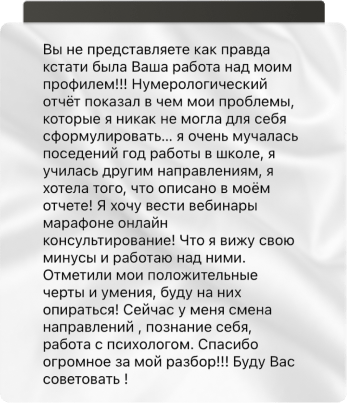 Вы не представляете как правда
кстати была Ваша работа над моим
профилем!!! Нумерологический
отчёт показал в чем мои проблемы,
которые я никак не могла для себя
сформулировать... я очень мучалась
поседений год работы в школе, я
училась другим направлениям, я
хотела того, что описано в моём
отчете! Я хочу вести вебинары
марафоне онлайн
консультирование! Что я вижу свою
минусы и работаю над ними.
Отметили мои положительные
черты и умения, буду на них
опираться! Сейчас у меня смена
направлений , познание себя,
работа с психологом. Спасибо
огромное за мой разбор!!! Буду Вас
советовать !